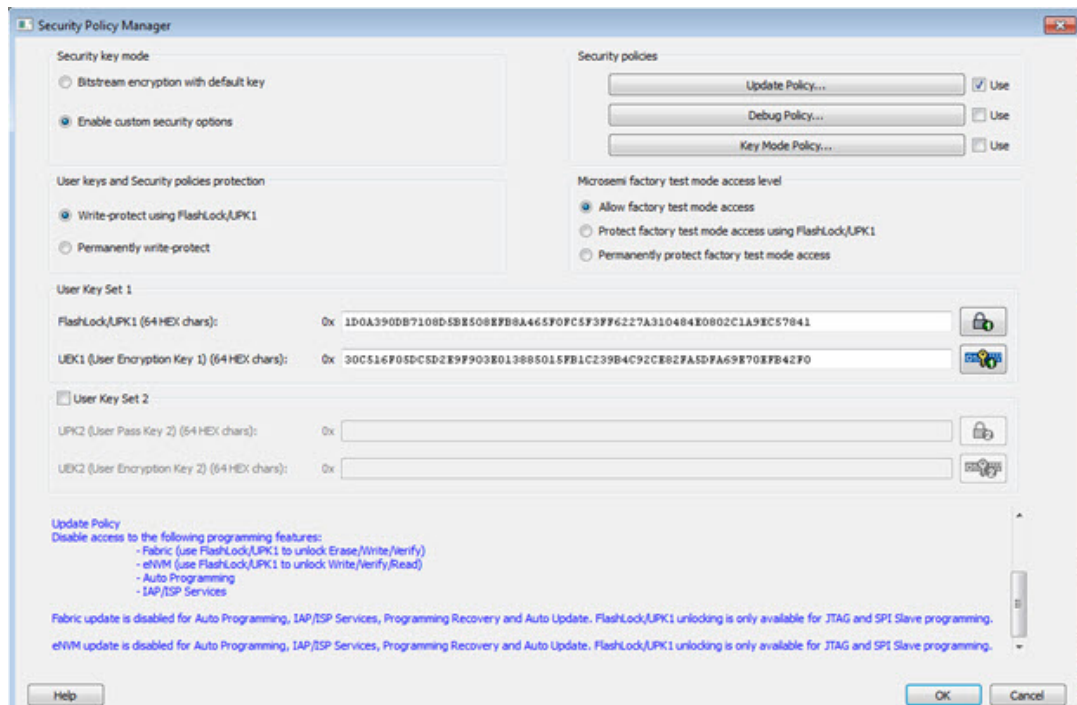 Security Policy Manager
Security key mode
Bitstream encryption with default key
Enable custom security options
Security policies
Update Policy...
Use
Debug Policy...
Use
Key Mode Policy...
Use
User keys and Security policies protection
Write-protect using FlashLock/UPK1
Permanently write-protect
Microsemi factory test mode access level
Allow factory test mode access
Protect factory test mode access using FlashLock/UPK1
Permanently protect factory test mode access
User Key Set 1
FlashLock/UPK1 (64 HEX chars): 0x 1D0A390DB7108D5BE508EFB8A465F0FC5F3FF6227A310484E0802C1A9EC57841
UEK1 (User Encryption Key 1) (64 HEX chars): 0x 30C516F05DC5D2E9F903E013885015FB1C239B4C92CE82FA5DFA69E70EFB42F0
User Key Set 2
UPK2 (User Pass Key 2) (64 HEX chars): 0x
UEK2 (User Encryption Key 2) (64 HEX chars): 0x
Update Policy
Disable access to the following programming features:
- Fabric (use FlashLock/UPK1 to unlock Erase/Write/Verify)
- eNVM (use FlashLock/UPK1 to unlock Write/Verify/Read)
- Auto Programming
- IAP/ISP Services
Fabric update is disabled for Auto Programming, IAP/ISP Services, Programming Recovery and Auto Update. FlashLock/UPK1 unlocking is only available for JTAG and SPI Slave programming.
eNVM update is disabled for Auto Programming, IAP/ISP Services, Programming Recovery and Auto Update. FlashLock/UPK1 unlocking is only available for JTAG and SPI Slave programming.
Help
OK
Cancel